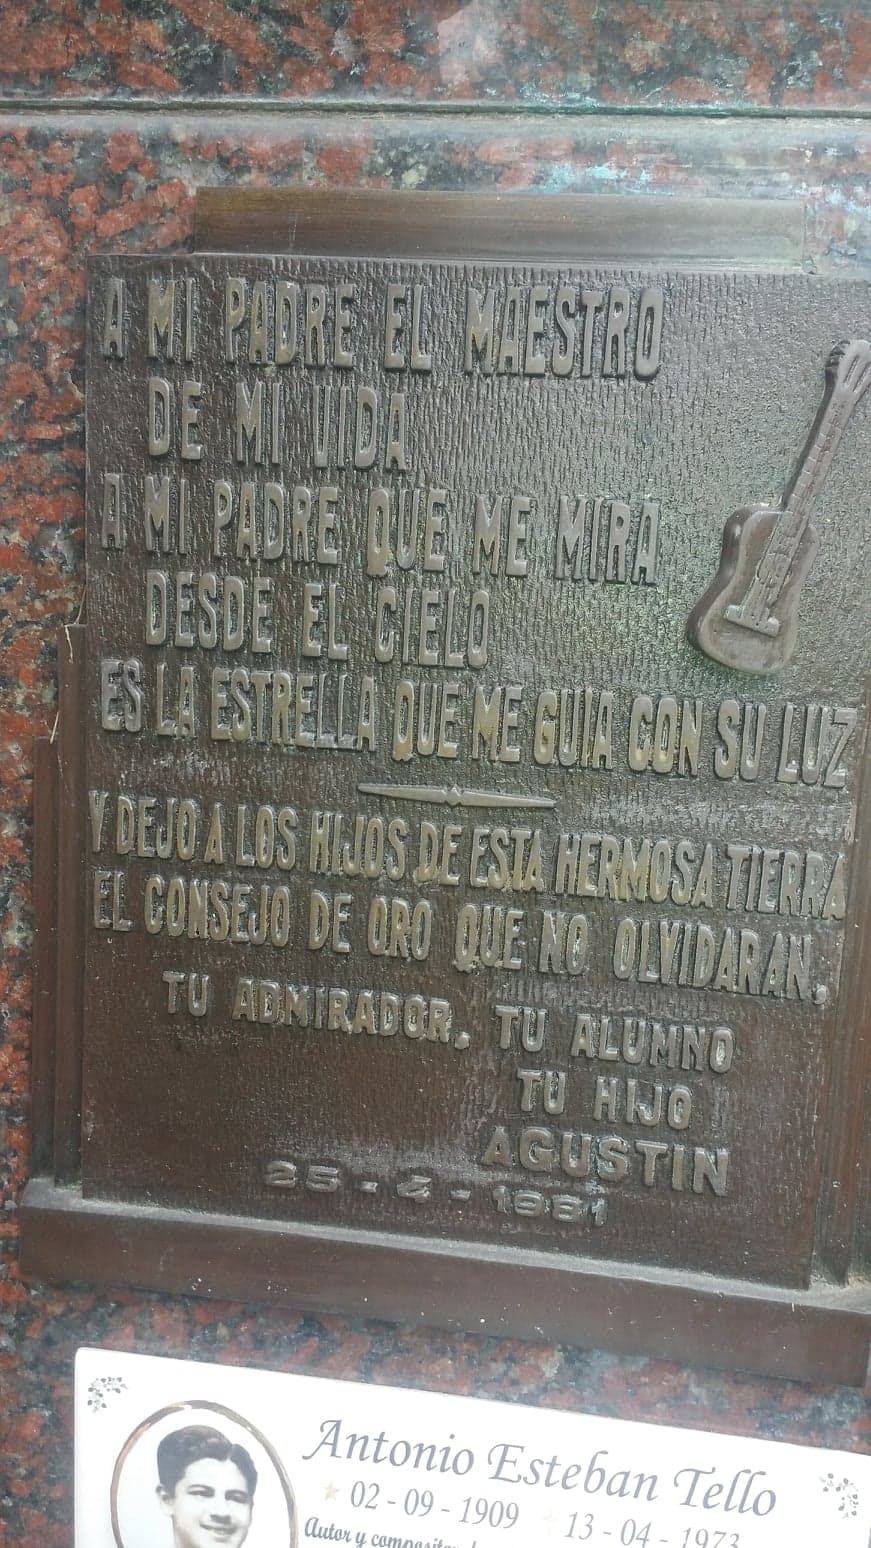 A MI PADRE EL MAESTRO
DE MI VIDA
A MI PADRE QUE ME MIRA
DESDE EL CIELO
ES LA ESTRELLA QUE ME GUIA CON SU LUZ
Y DEJO A LOS HIJOS DE ESTA HERMOSA TIERRA
EL CONSEJO DE ORO QUE NO OLVIDARAN.
TU ADMIRADOR. TU ALUMNO
TU HIJO
AGUSTIN
25-4-1981
Antonio Esteban Tello
02-09-1909 13-04-1973
Autor y